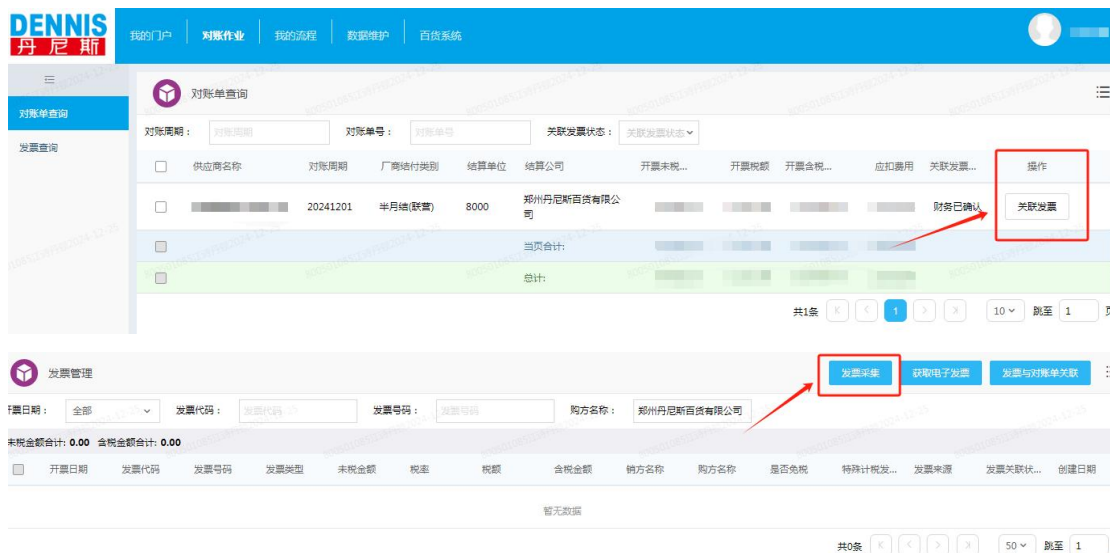 DENNIS
丹尼斯
我的门户 对账作业 我的流程 数据维护 百货系统
对账单查询
对账单查询
发票查询
对账周期： 对账周期 对账单号： 对账单号 关联发票状态： 关联发票状态
供应商名称 对账周期 厂商结付类别 结算单位 结算公司 开票未税... 开票税额 开票含税... 应扣费用 关联发票... 操作
20241201 半月结(联营) 8000 郑州丹尼斯百货有限公司 财务已确认 关联发票
当页合计:
总计:
共1条 1 10 跳至 1 页
发票管理 发票采集 获取电子发票 发票与对账单关联
开票日期： 全部 发票代码： 发票代码 发票号码： 发票号码 购方名称： 郑州丹尼斯百货有限公司
未税金额合计: 0.00 含税金额合计: 0.00
开票日期 发票代码 发票号码 发票类型 未税金额 税率 税额 含税金额 销方名称 购方名称 是否免税 特殊计税发... 发票来源 发票关联状... 创建日期
暂无数据
共0条 50 跳至 1